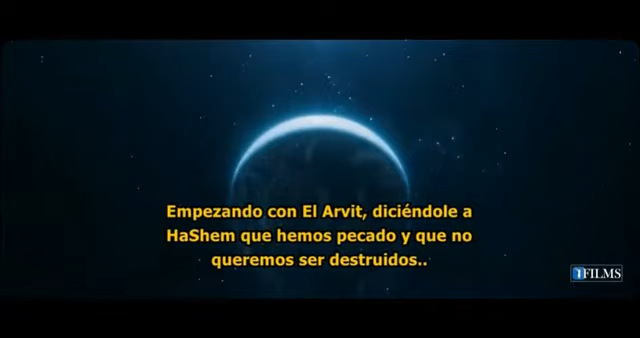 Empezando con El Arvit, diciéndole a
HaShem que hemos pecado y que no
queremos ser destruidos..
1FILMS